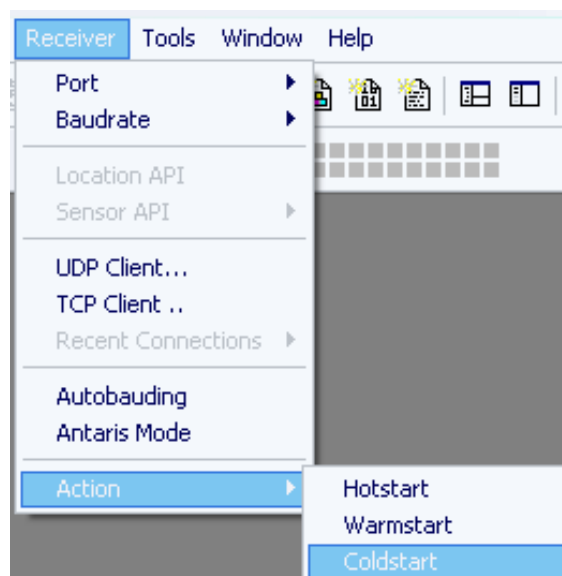 Receiver Tools Window Help
Port
Baudrate
Location API
Sensor API
UDP Client...
TCP Client ..
Recent Connections
Autobauding
Antaris Mode
Action
Hotstart
Warmstart
Coldstart